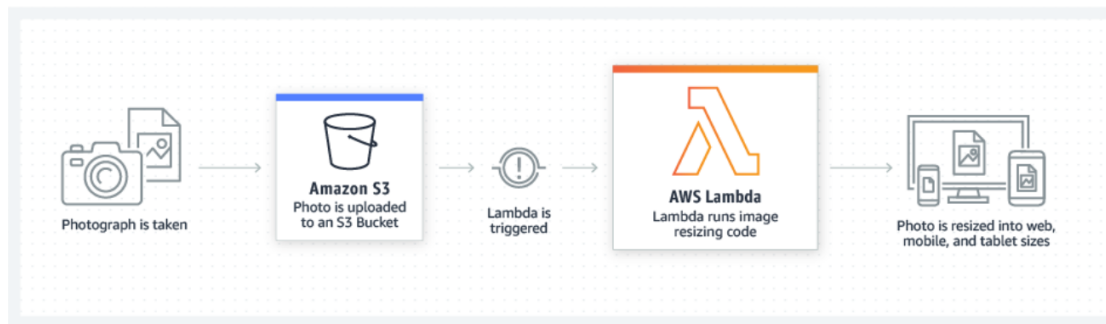 Photograph is taken
Amazon S3
Photo is uploaded
to an S3 Bucket
Lambda is
triggered
AWS Lambda
Lambda runs image
resizing code
Photo is resized into web,
mobile, and tablet sizes